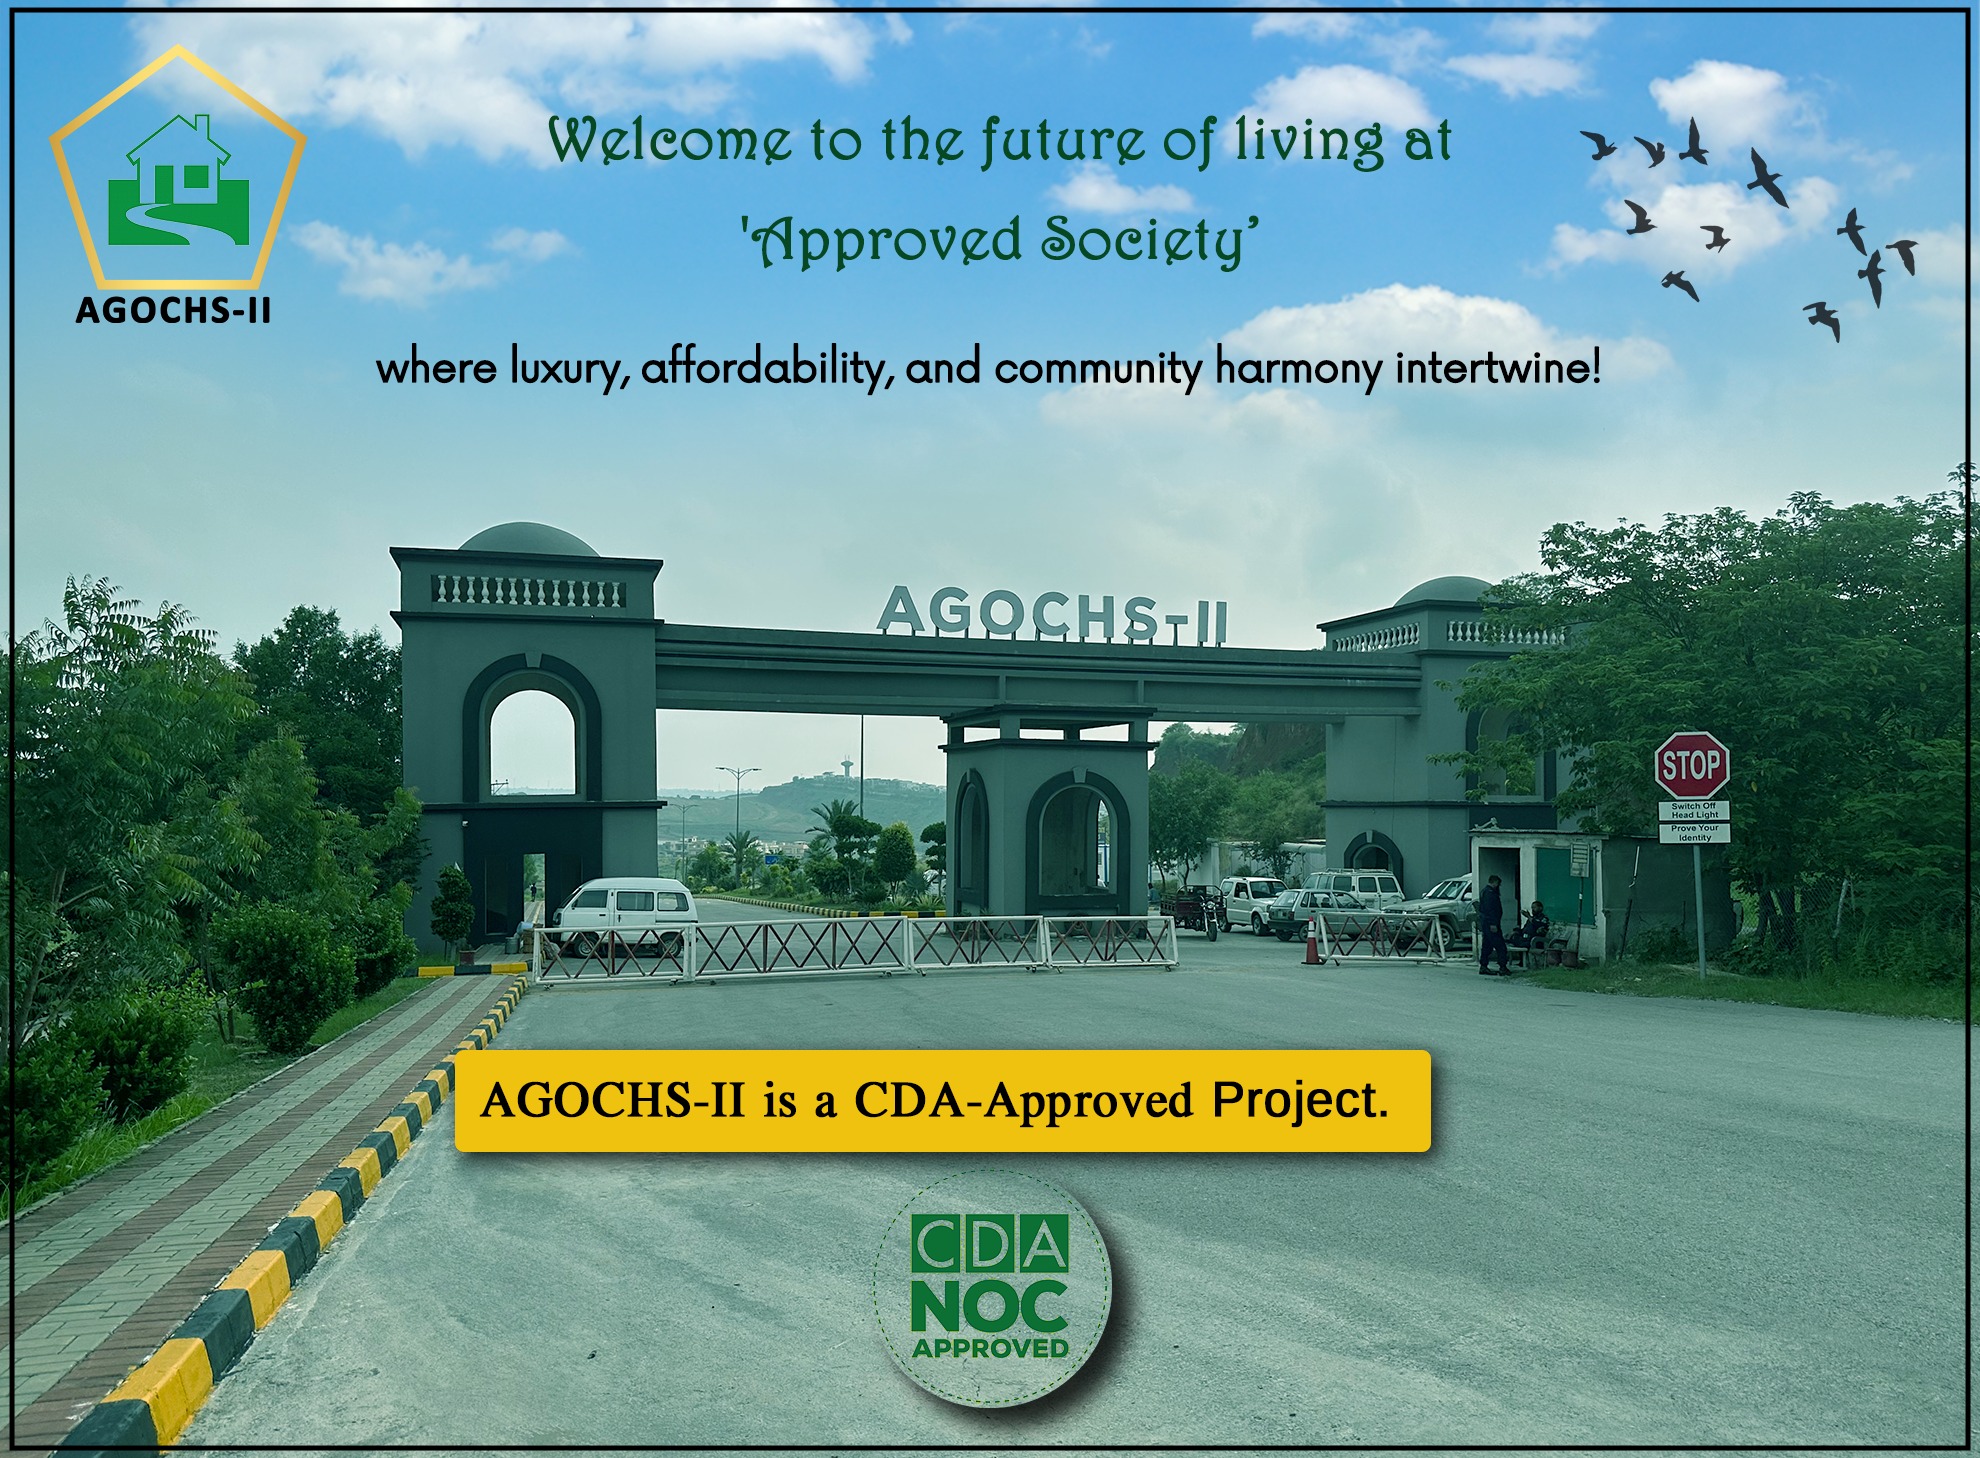 AGOCHS-II
Welcome to the future of living at
'Approved Society’
where luxury, affordability, and community harmony intertwine!
AGOCHS-II
STOP
Switch Off
Head Light
Prove Your
Identity
AGOCHS-II is a CDA-Approved Project.
CDA
NOC
APPROVED